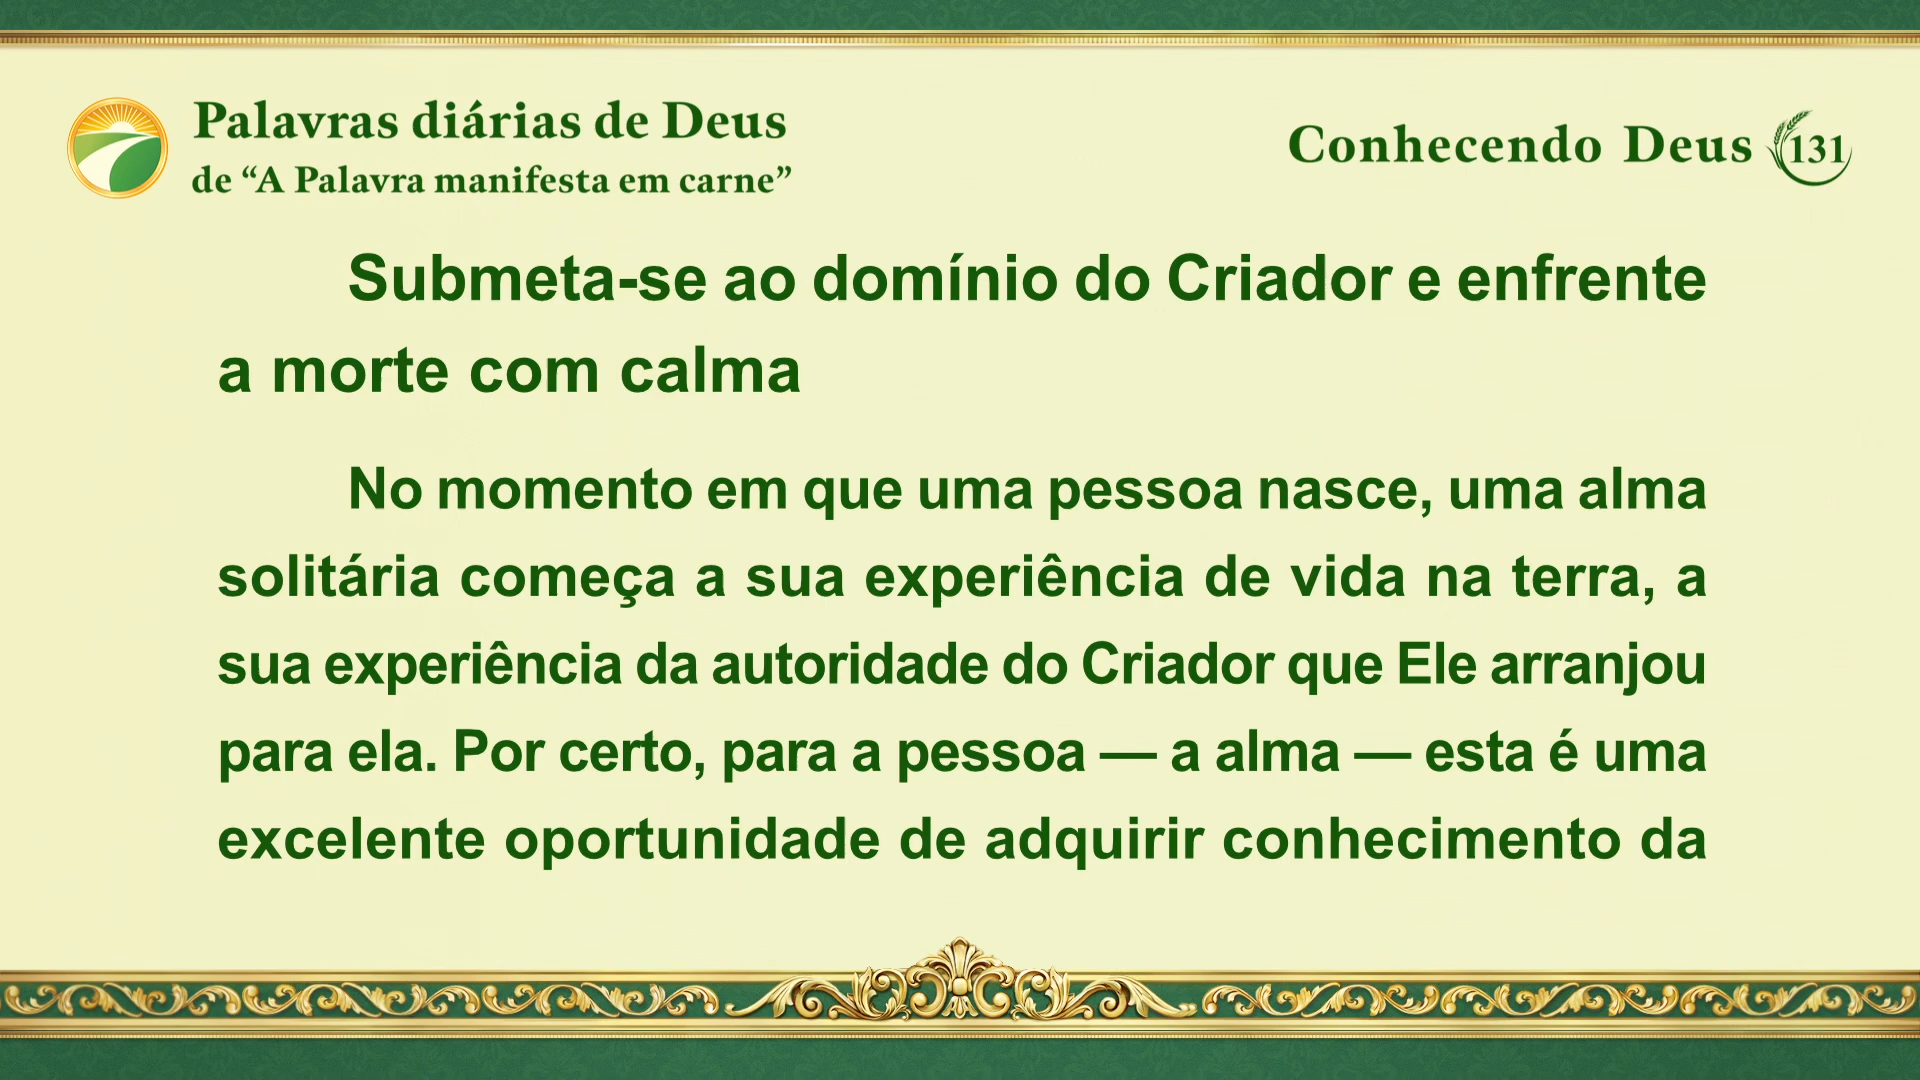 Palavras diárias de Deus
de “A Palavra manifesta em carne”
Conhecendo Deus 131
Submeta-se ao domínio do Criador e enfrente
a morte com calma
No momento em que uma pessoa nasce, uma alma
solitária começa a sua experiência de vida na terra, a
sua experiência da autoridade do Criador que Ele arranjou
para ela. Por certo, para a pessoa — a alma — esta é uma
excelente oportunidade de adquirir conhecimento da